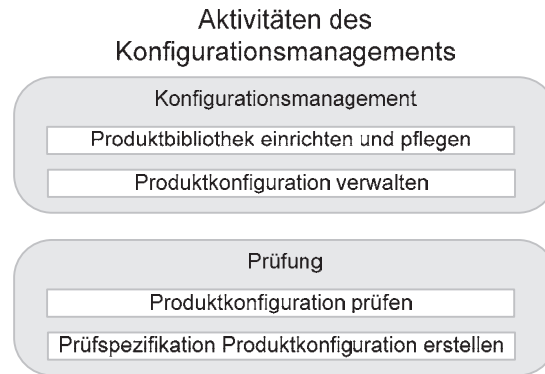 Aktivitäten des
Konfigurationsmanagements
Konfigurationsmanagement
Produktbibliothek einrichten und pflegen
Produktkonfiguration verwalten
Prüfung
Produktkonfiguration prüfen
Prüfspezifikation Produktkonfiguration erstellen